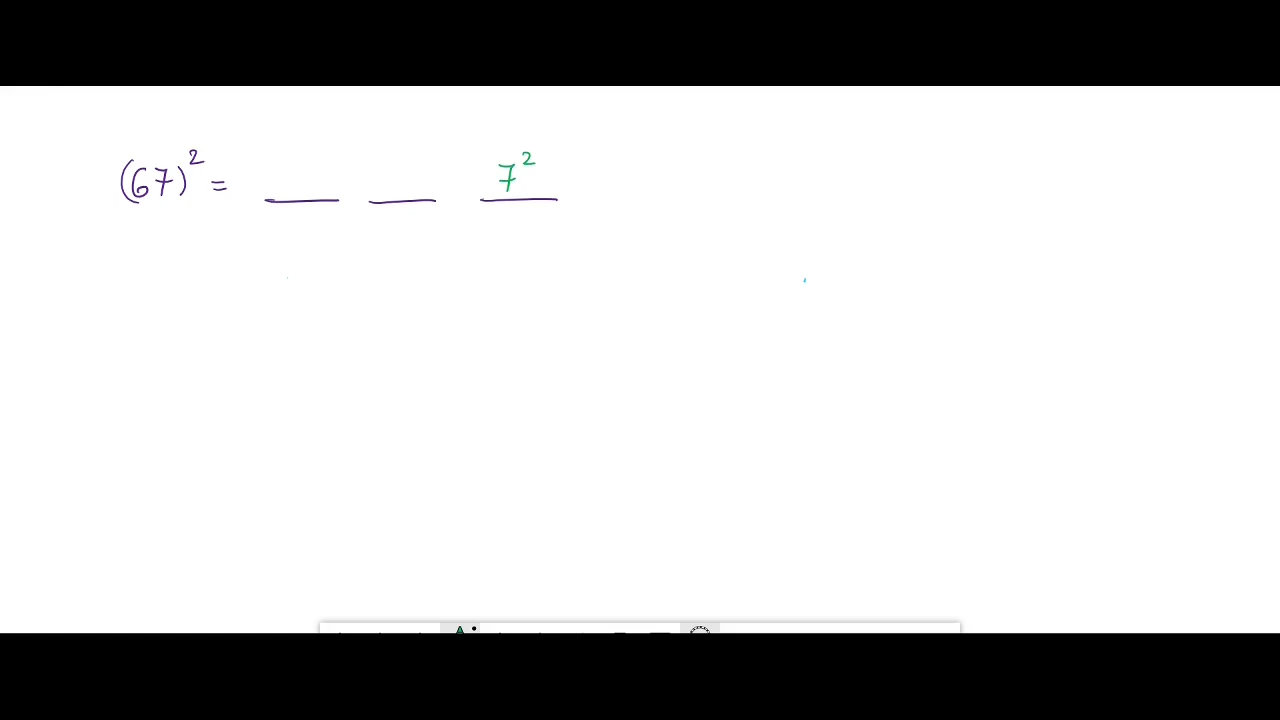 (67)² = ___ ___ 7²